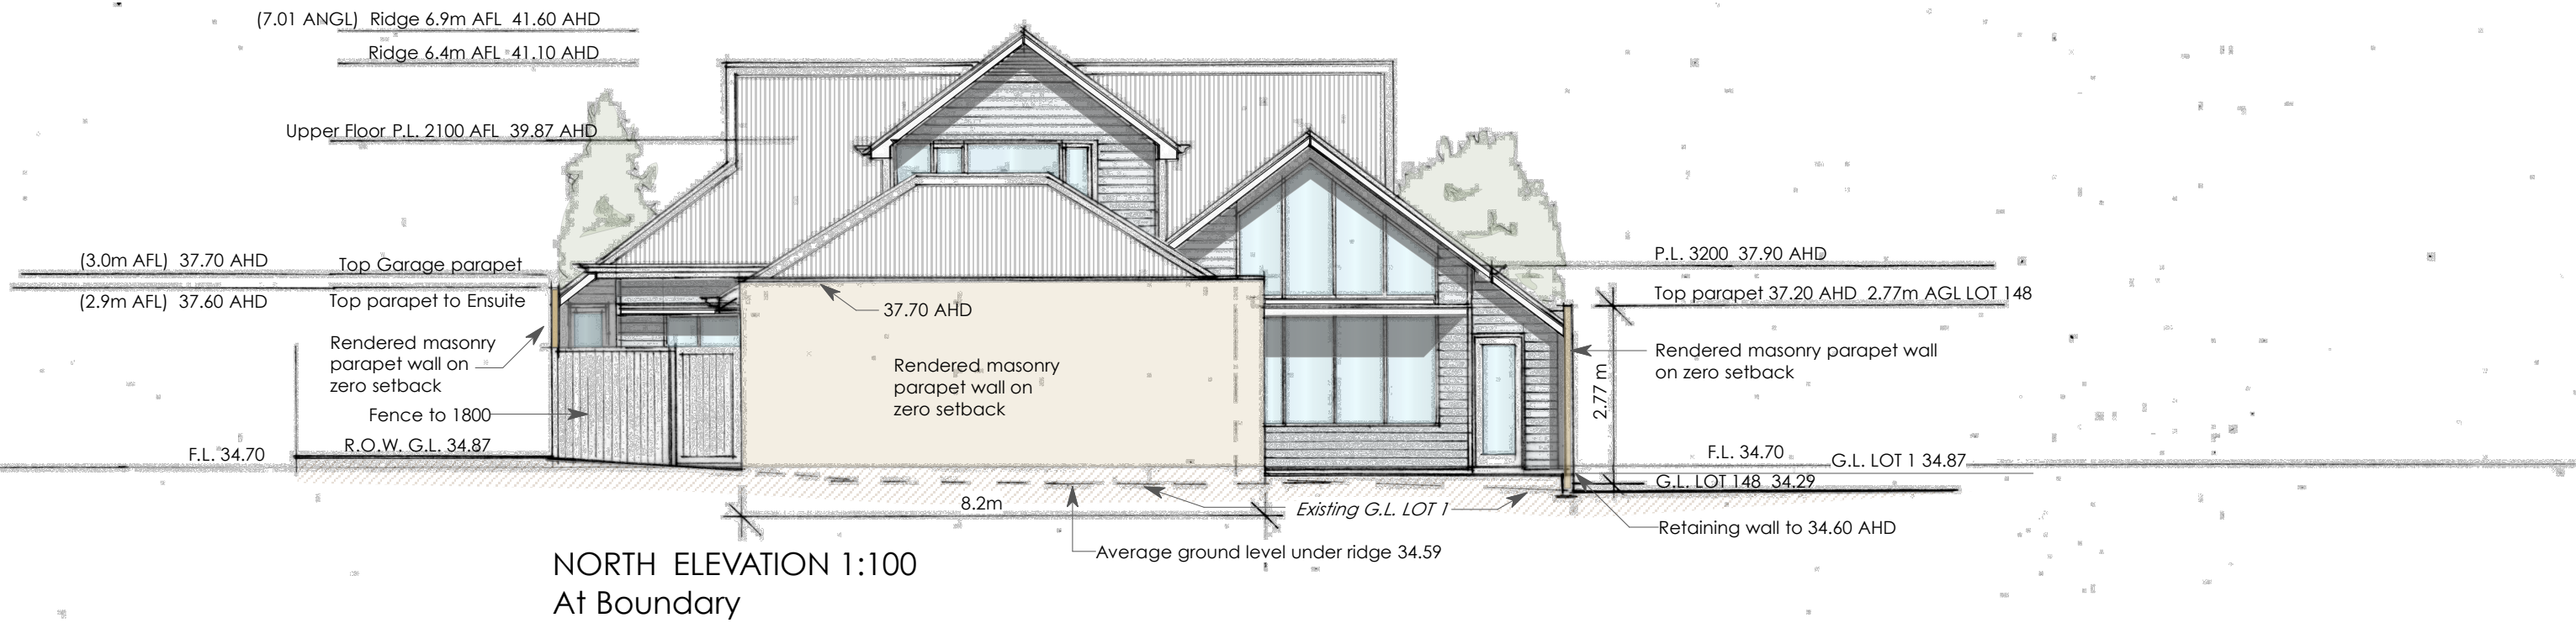 (7.01 ANGL) Ridge 6.9m AFL 41.60 AHD
Ridge 6.4m AFL 41.10 AHD
Upper Floor P.L. 2100 AFL 39.87 AHD
(3.0m AFL) 37.70 AHD
Top Garage parapet
(2.9m AFL) 37.60 AHD
Top parapet to Ensuite
Rendered masonry
parapet wall on
zero setback
Fence to 1800
R.O.W. G.L. 34.87
F.L. 34.70
37.70 AHD
Rendered masonry
parapet wall on
zero setback
P.L. 3200 37.90 AHD
Top parapet 37.20 AHD 2.77m AGL LOT 148
Rendered masonry parapet wall
on zero setback
2.77 m
F.L. 34.70
G.L. LOT 1 34.87
G.L. LOT 148 34.29
Retaining wall to 34.60 AHD
8.2m
Existing G.L. LOT 1
Average ground level under ridge 34.59
NORTH ELEVATION 1:100
At Boundary